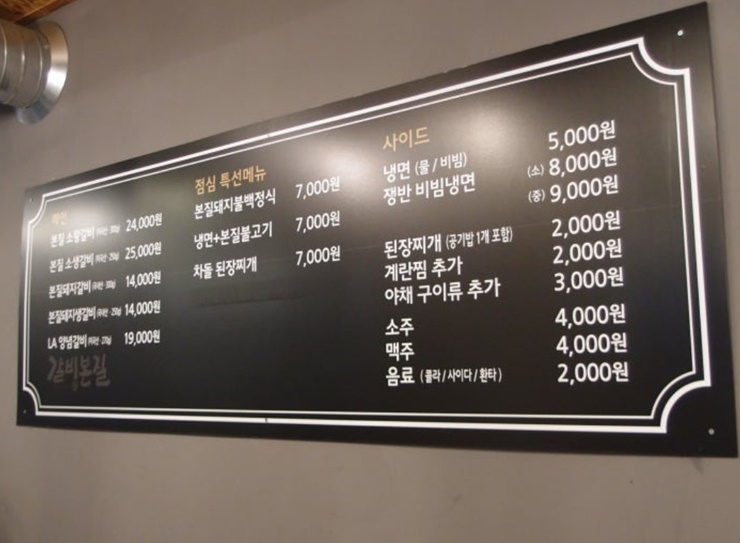 메인
본질 소왕갈비 24,000원
본질 소생갈비 25,000원
본질돼지갈비 14,000원
본질돼지생갈비 14,000원
LA 양념갈비 19,000원
갈비본질
점심 특선메뉴
본질돼지불백정식 7,000원
냉면+본질불고기 7,000원
차돌 된장찌개 7,000원
사이드
냉면 (물 / 비빔) 5,000원
쟁반 비빔냉면 (소) 8,000원
(중) 9,000원
된장찌개 (공기밥 1개 포함) 2,000원
계란찜 추가 2,000원
야채 구이류 추가 3,000원
소주 4,000원
맥주 4,000원
음료 ( 콜라 / 사이다 / 환타 ) 2,000원